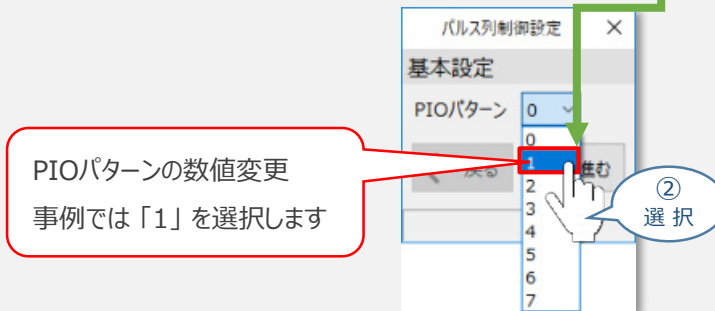 パルス列制御設定
基本設定
PIOパターン 0
0
1
戻る
進む
2
3
4
5
6
7
PIOパターンの数値変更
事例では「1」を選択します
②
選 択